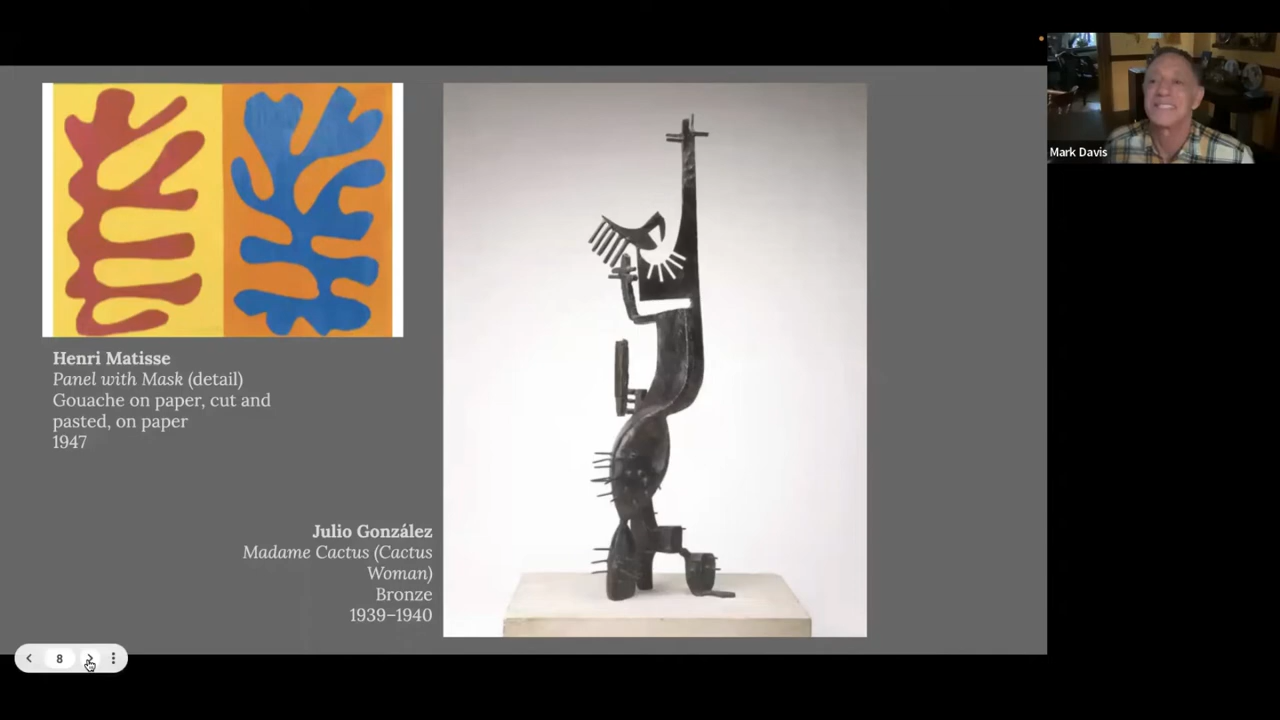 Mark Davis
Henri Matisse
Panel with Mask (detail)
Gouache on paper, cut and
pasted, on paper
1947
Julio González
Madame Cactus (Cactus
Woman)
Bronze
1939–1940
8